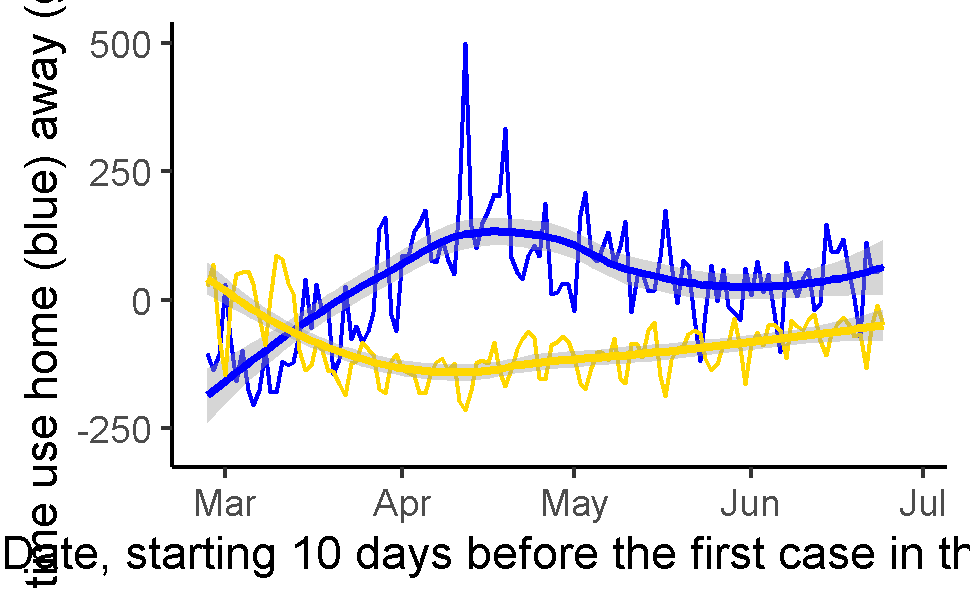 time use home (blue) away (
500
250
0
-250
Mar Apr May Jun Jul
Date, starting 10 days before the first case in th